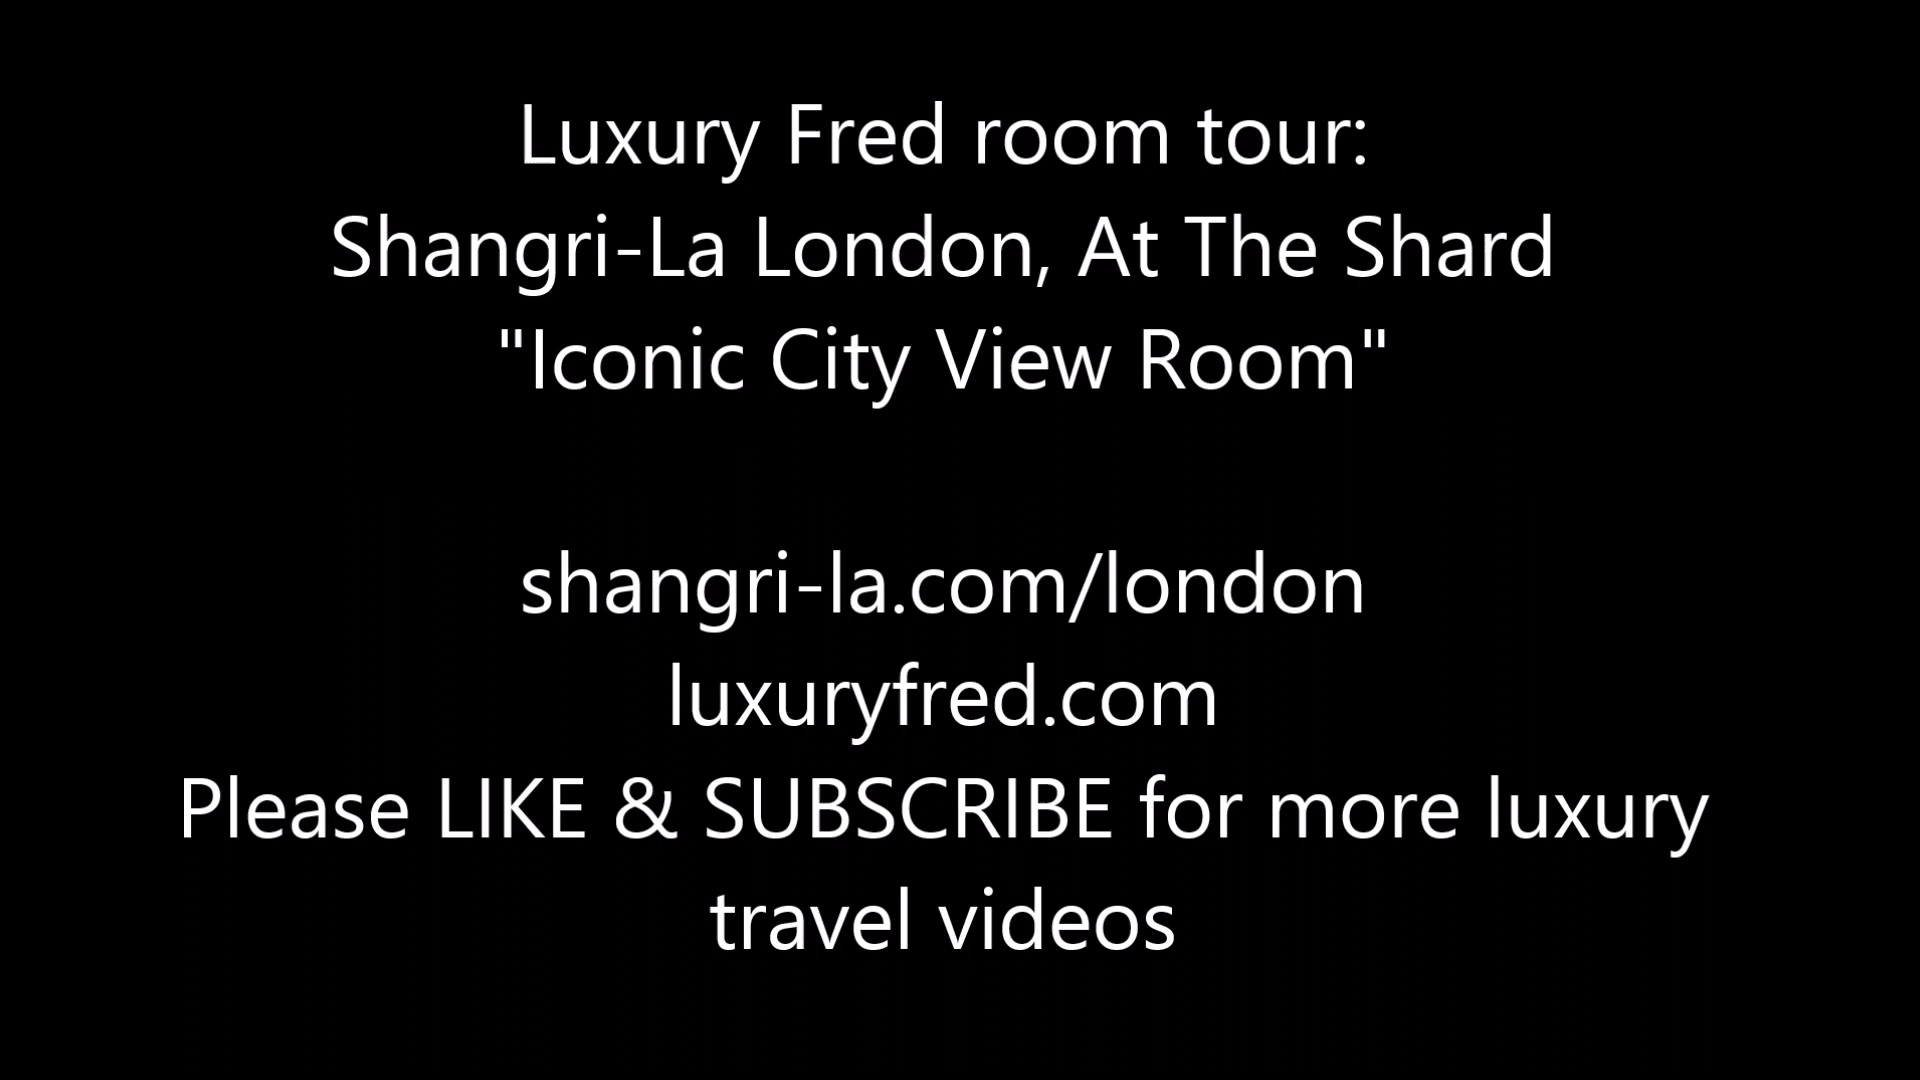 Luxury Fred room tour:
Shangri-La London, At The Shard
"Iconic City View Room"
shangri-la.com/london
luxuryfred.com
Please LIKE & SUBSCRIBE for more luxury
travel videos